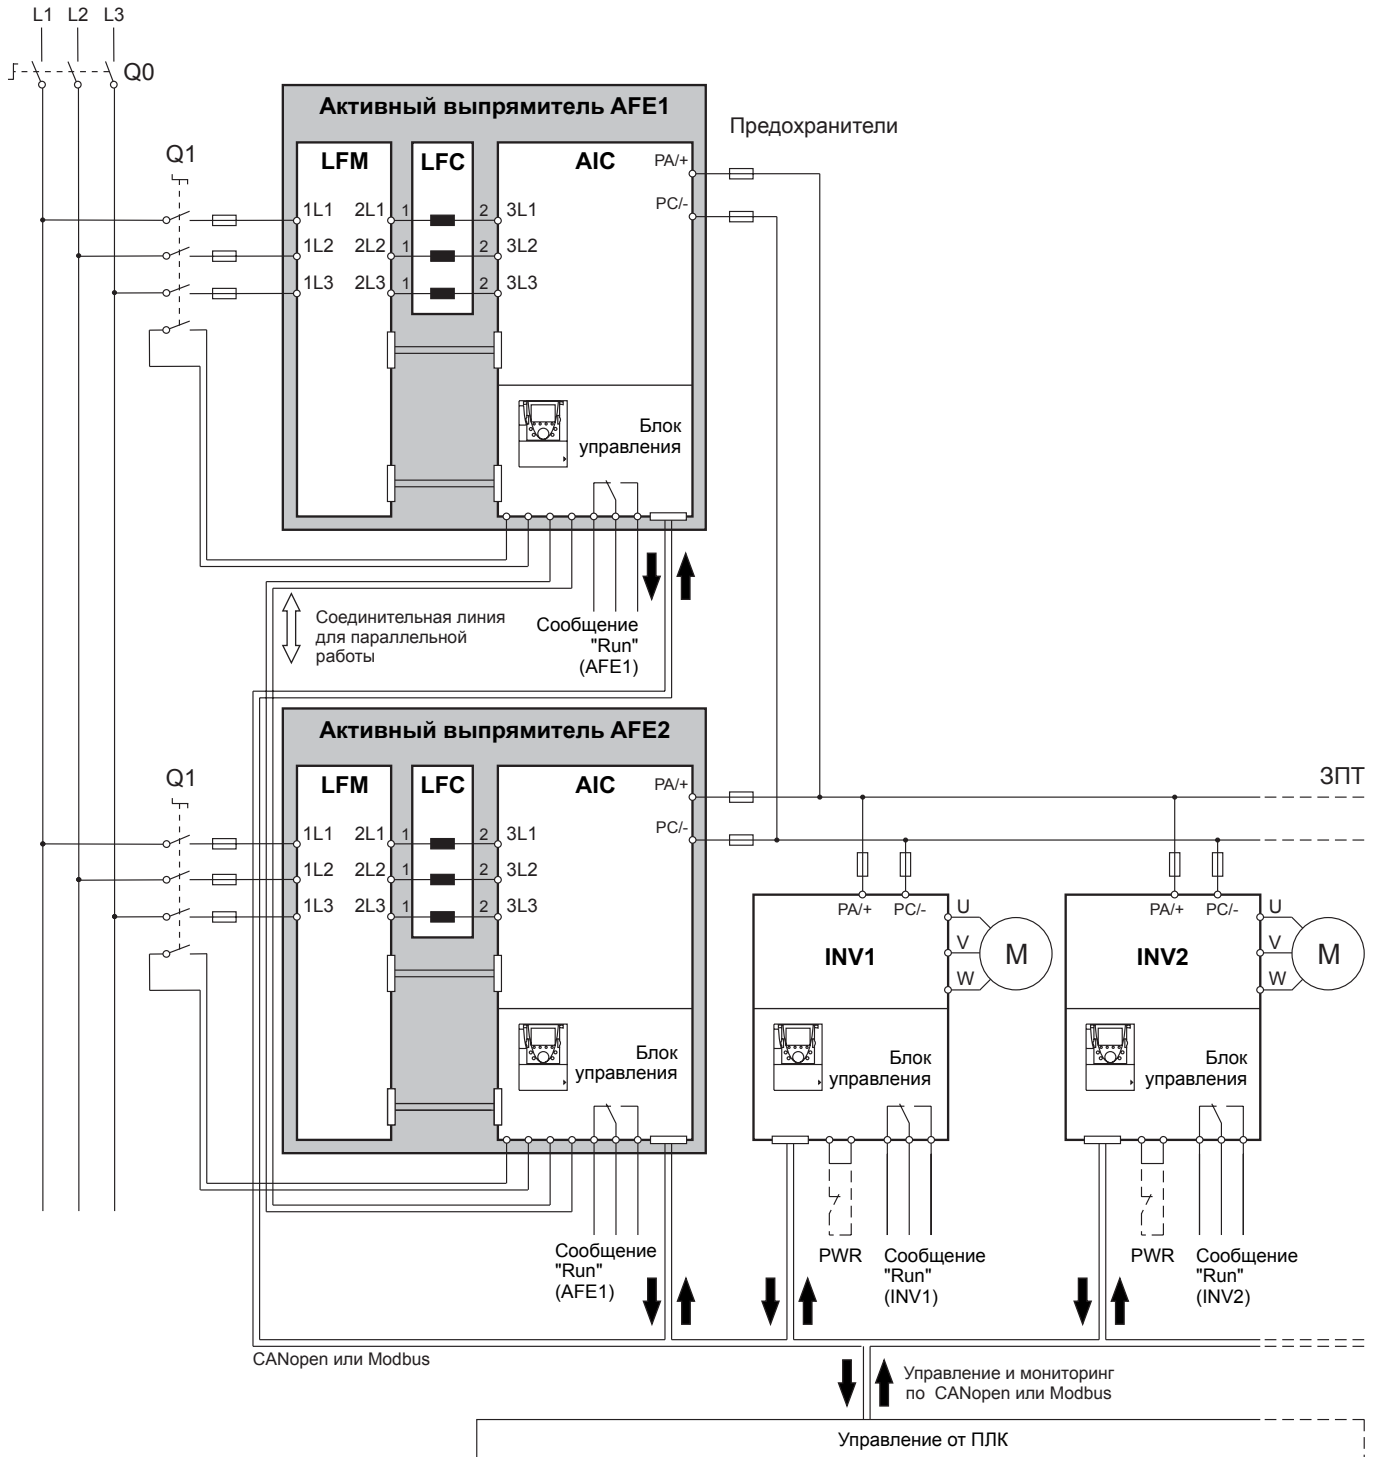 L1 L2 L3
Q0
Активный выпрямитель AFE1
Предохранители
Q1
LFM LFC AIC PA/+
PC/-
1L1 2L1 1 2 3L1
1L2 2L2 1 2 3L2
1L3 2L3 1 2 3L3
Блок
управления
Соединительная линия
для параллельной
работы
Сообщение
"Run"
(AFE1)
Активный выпрямитель AFE2
Q1
LFM LFC AIC PA/+
ЗПТ
PC/-
1L1 2L1 1 2 3L1
1L2 2L2 1 2 3L2
1L3 2L3 1 2 3L3
PA/+ PC/- U
V
W
INV1
M
PA/+ PC/- U
V
W
INV2
M
Блок
управления
Блок
управления
Блок
управления
Сообщение
"Run"
(AFE1)
PWR
Сообщение
"Run"
(INV1)
PWR
Сообщение
"Run"
(INV2)
CANopen или Modbus
Управление и мониторинг
по CANopen или Modbus
Управление от ПЛК